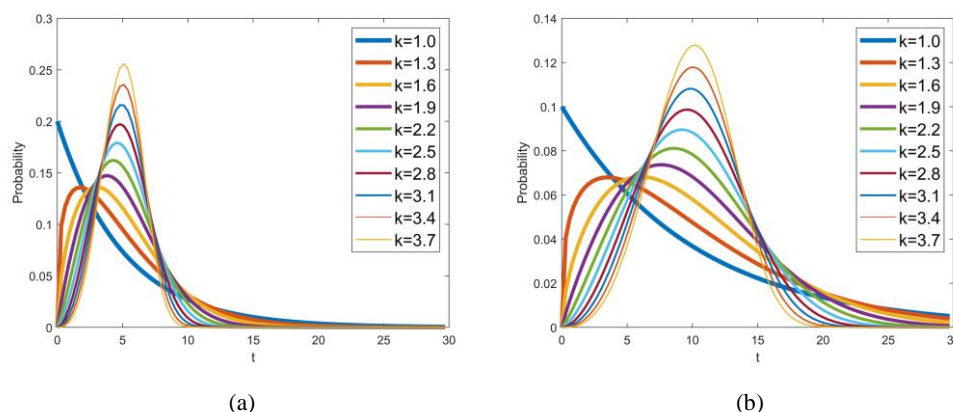 0.3
0.25
0.2
0.15
0.1
0.05
0
Probability
0 5 10 15 20 25 30
t
k=1.0
k=1.3
k=1.6
k=1.9
k=2.2
k=2.5
k=2.8
k=3.1
k=3.4
k=3.7
(a)
0.14
0.12
0.1
0.08
0.06
0.04
0.02
0
Probability
0 5 10 15 20 25 3
t
k=1.0
k=1.3
k=1.6
k=1.9
k=2.2
k=2.5
k=2.8
k=3.1
k=3.4
k=3.7
(b)